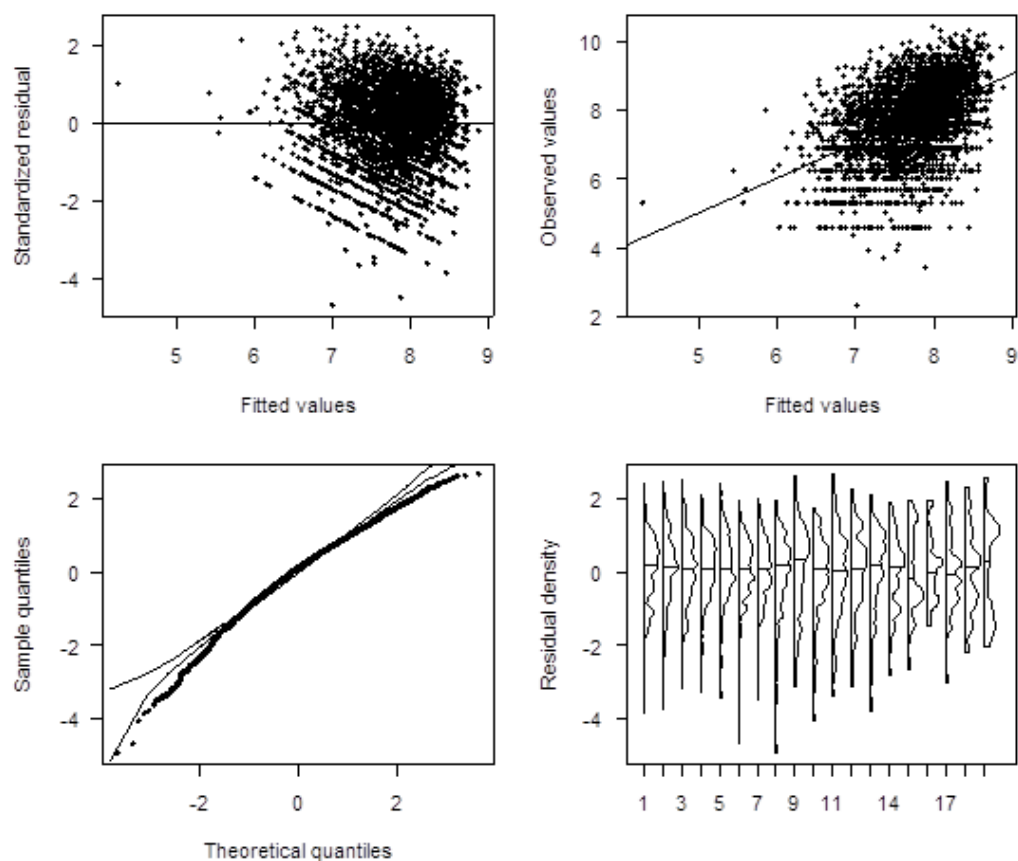 Standardized residual
2
0
-2
-4
5 6 7 8 9
Fitted values
Observed values
10
8
6
4
2
5 6 7 8 9
Fitted values
Sample quantiles
2
0
-2
-4
-2 0 2
Theoretical quantiles
Residual density
2
0
-2
-4
1 3 5 7 9 11 14 17